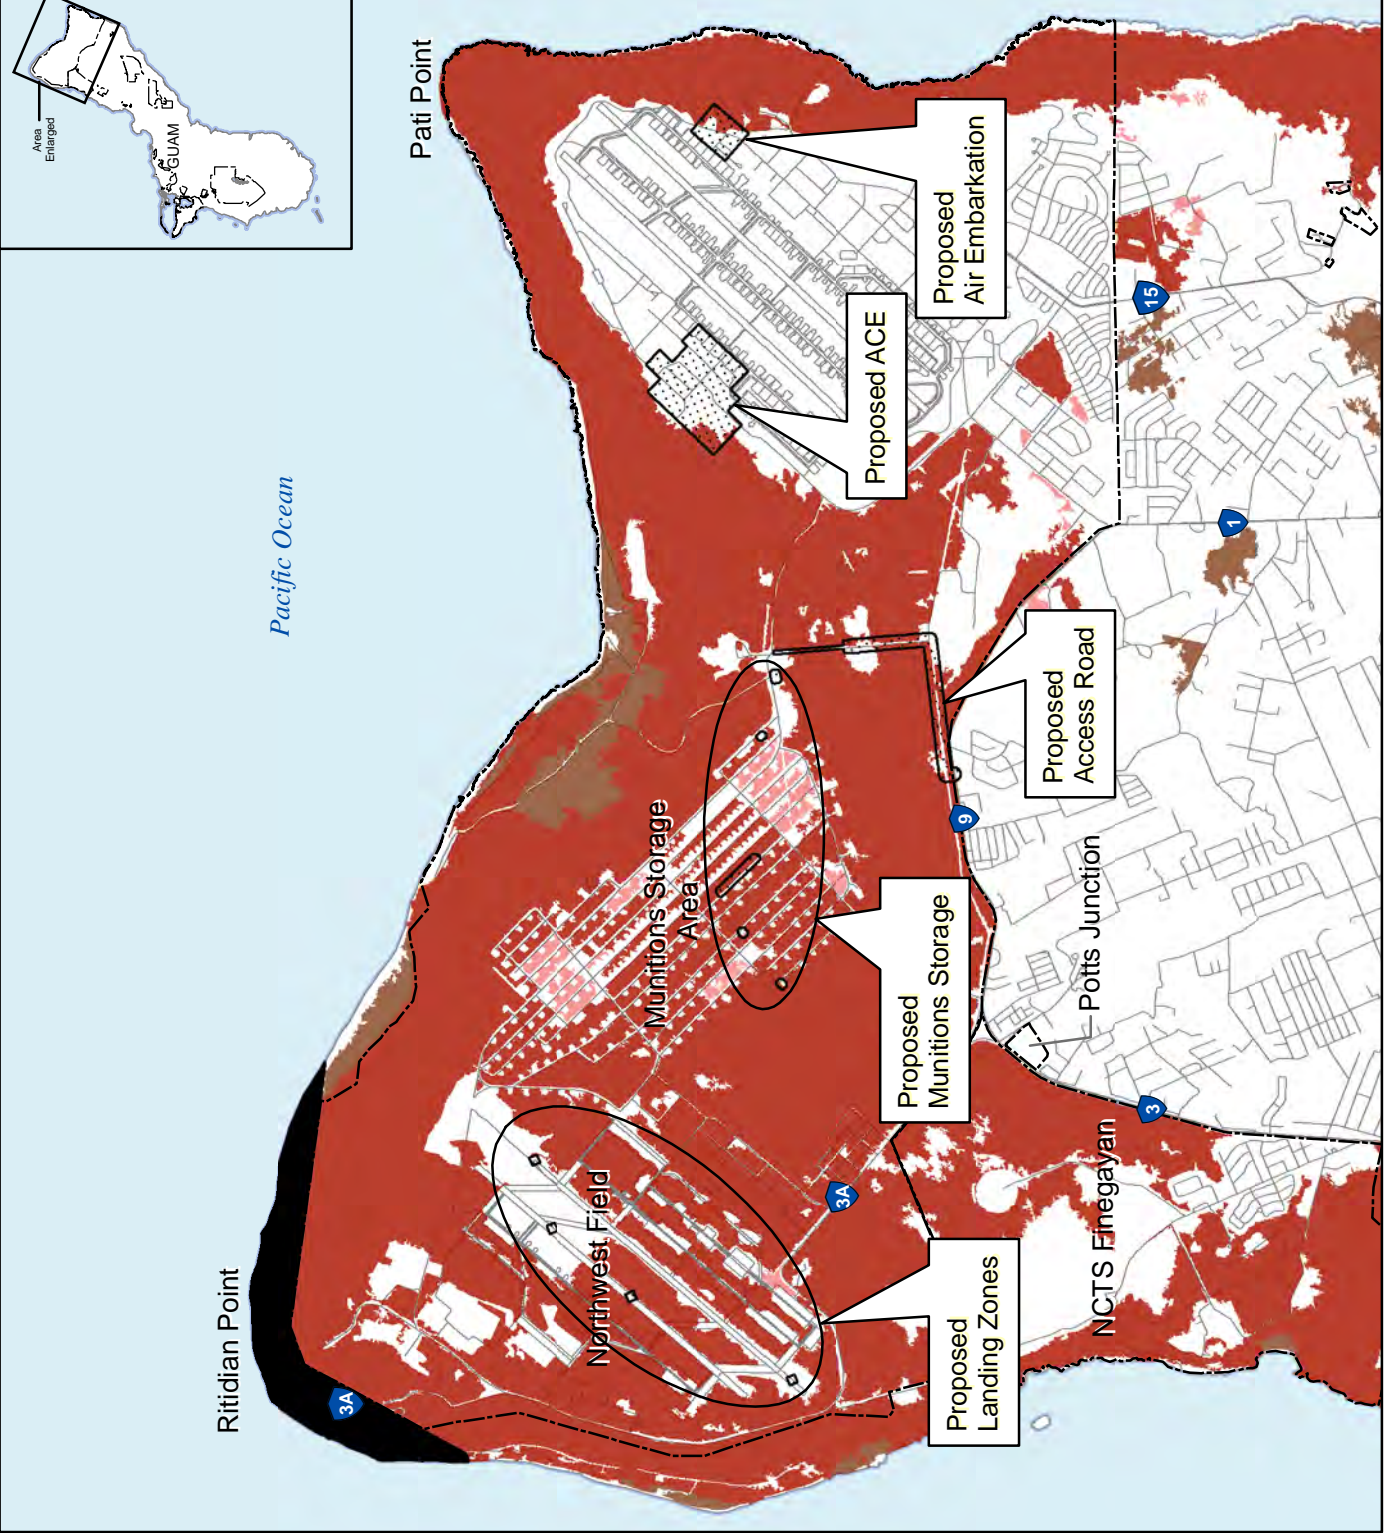 Area
Enlarged
GUAM
Pati Point
Pacific Ocean
Ritidian Point
Proposed
Air Embarkation
Proposed ACE
Proposed
Access Road
Munitions Storage
Area
Proposed
Munitions Storage
Potts Junction
Northwest Field
NCTS Finegayan
Proposed
Landing Zones
15
1
9
3
3A
3A